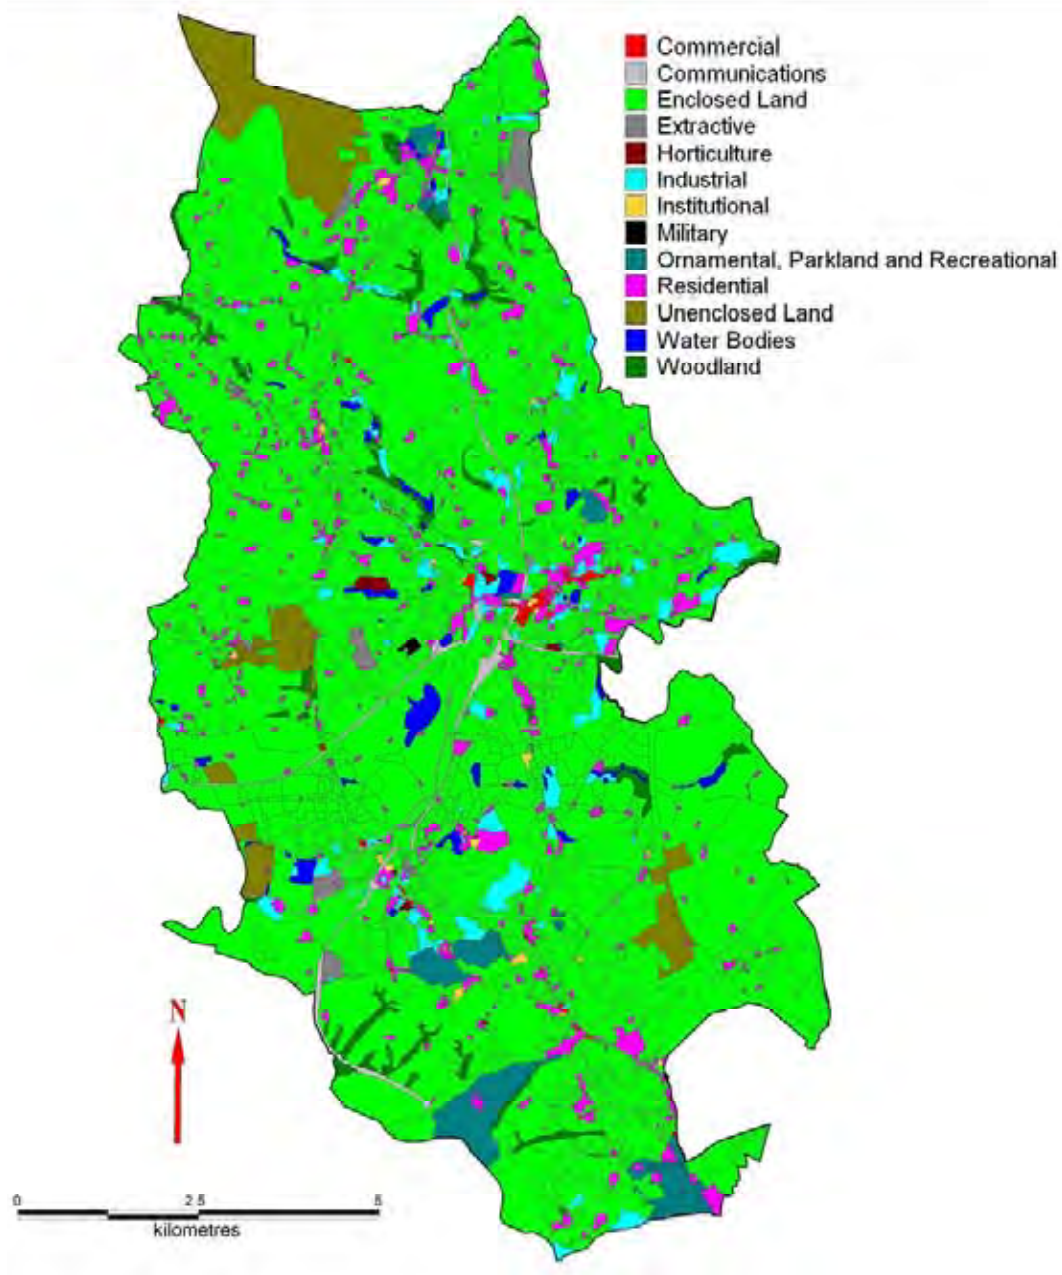 Commercial
Communications
Enclosed Land
Extractive
Horticulture
Industrial
Institutional
Military
Ornamental, Parkland and Recreational
Residential
Unenclosed Land
Water Bodies
Woodland
N
0 2.5 5
kilometres